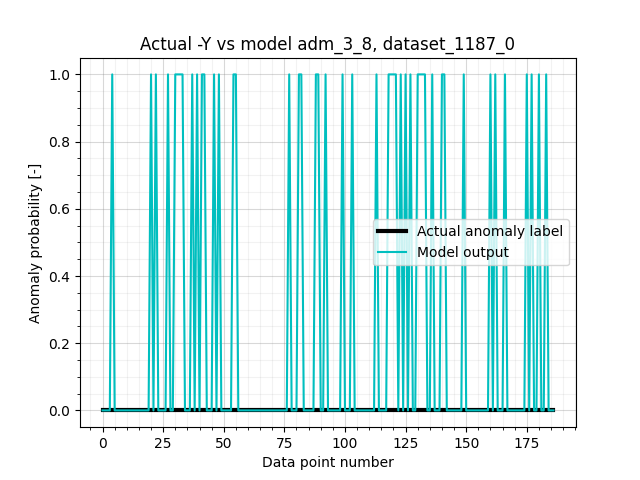 Actual -Y vs model adm_3_8, dataset_1187_0
1.0
0.8
0.6
0.4
0.2
0.0
Anomaly probability [-]
Actual anomaly label
Model output
0 25 50 75 100 125 150 175
Data point number